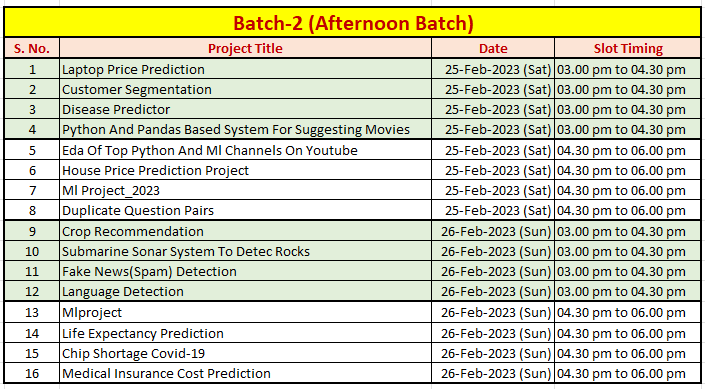 Batch-2 (Afternoon Batch)
S. No. Project Title Date Slot Timing
1 Laptop Price Prediction 25-Feb-2023 (Sat) 03.00 pm to 04.30 pm
2 Customer Segmentation 25-Feb-2023 (Sat) 03.00 pm to 04.30 pm
3 Disease Predictor 25-Feb-2023 (Sat) 03.00 pm to 04.30 pm
4 Python And Pandas Based System For Suggesting Movies 25-Feb-2023 (Sat) 03.00 pm to 04.30 pm
5 Eda Of Top Python And Ml Channels On Youtube 25-Feb-2023 (Sat) 04.30 pm to 06.00 pm
6 House Price Prediction Project 25-Feb-2023 (Sat) 04.30 pm to 06.00 pm
7 Ml Project_2023 25-Feb-2023 (Sat) 04.30 pm to 06.00 pm
8 Duplicate Question Pairs 25-Feb-2023 (Sat) 04.30 pm to 06.00 pm
9 Crop Recommendation 26-Feb-2023 (Sun) 03.00 pm to 04.30 pm
10 Submarine Sonar System To Detec Rocks 26-Feb-2023 (Sun) 03.00 pm to 04.30 pm
11 Fake News(Spam) Detection 26-Feb-2023 (Sun) 03.00 pm to 04.30 pm
12 Language Detection 26-Feb-2023 (Sun) 03.00 pm to 04.30 pm
13 Mlproject 26-Feb-2023 (Sun) 04.30 pm to 06.00 pm
14 Life Expectancy Prediction 26-Feb-2023 (Sun) 04.30 pm to 06.00 pm
15 Chip Shortage Covid-19 26-Feb-2023 (Sun) 04.30 pm to 06.00 pm
16 Medical Insurance Cost Prediction 26-Feb-2023 (Sun) 04.30 pm to 06.00 pm